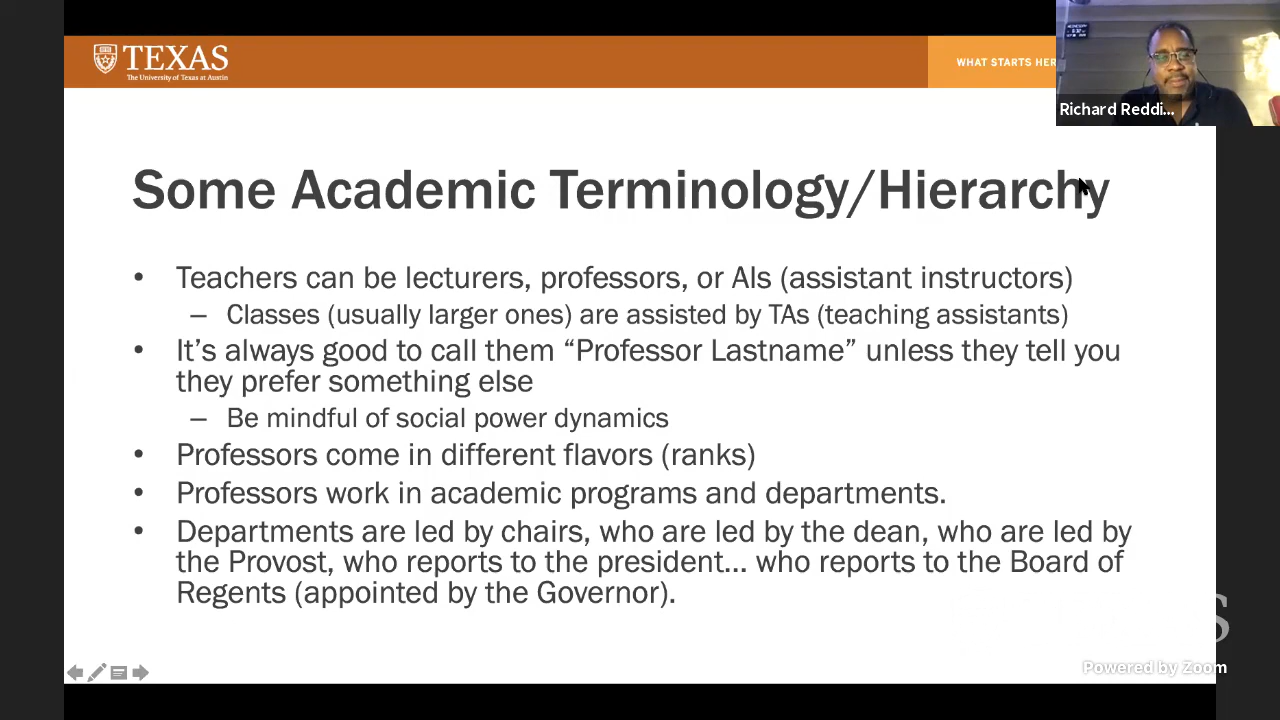 TEXAS
The University of Texas at Austin
WHAT STARTS HER
Richard Reddi...
Some Academic Terminology/Hierarchy
• Teachers can be lecturers, professors, or AIs (assistant instructors)
– Classes (usually larger ones) are assisted by TAs (teaching assistants)
• It’s always good to call them “Professor Lastname” unless they tell you
they prefer something else
– Be mindful of social power dynamics
• Professors come in different flavors (ranks)
• Professors work in academic programs and departments.
• Departments are led by chairs, who are led by the dean, who are led by
the Provost, who reports to the president... who reports to the Board of
Regents (appointed by the Governor).
S
Powered by Zoom